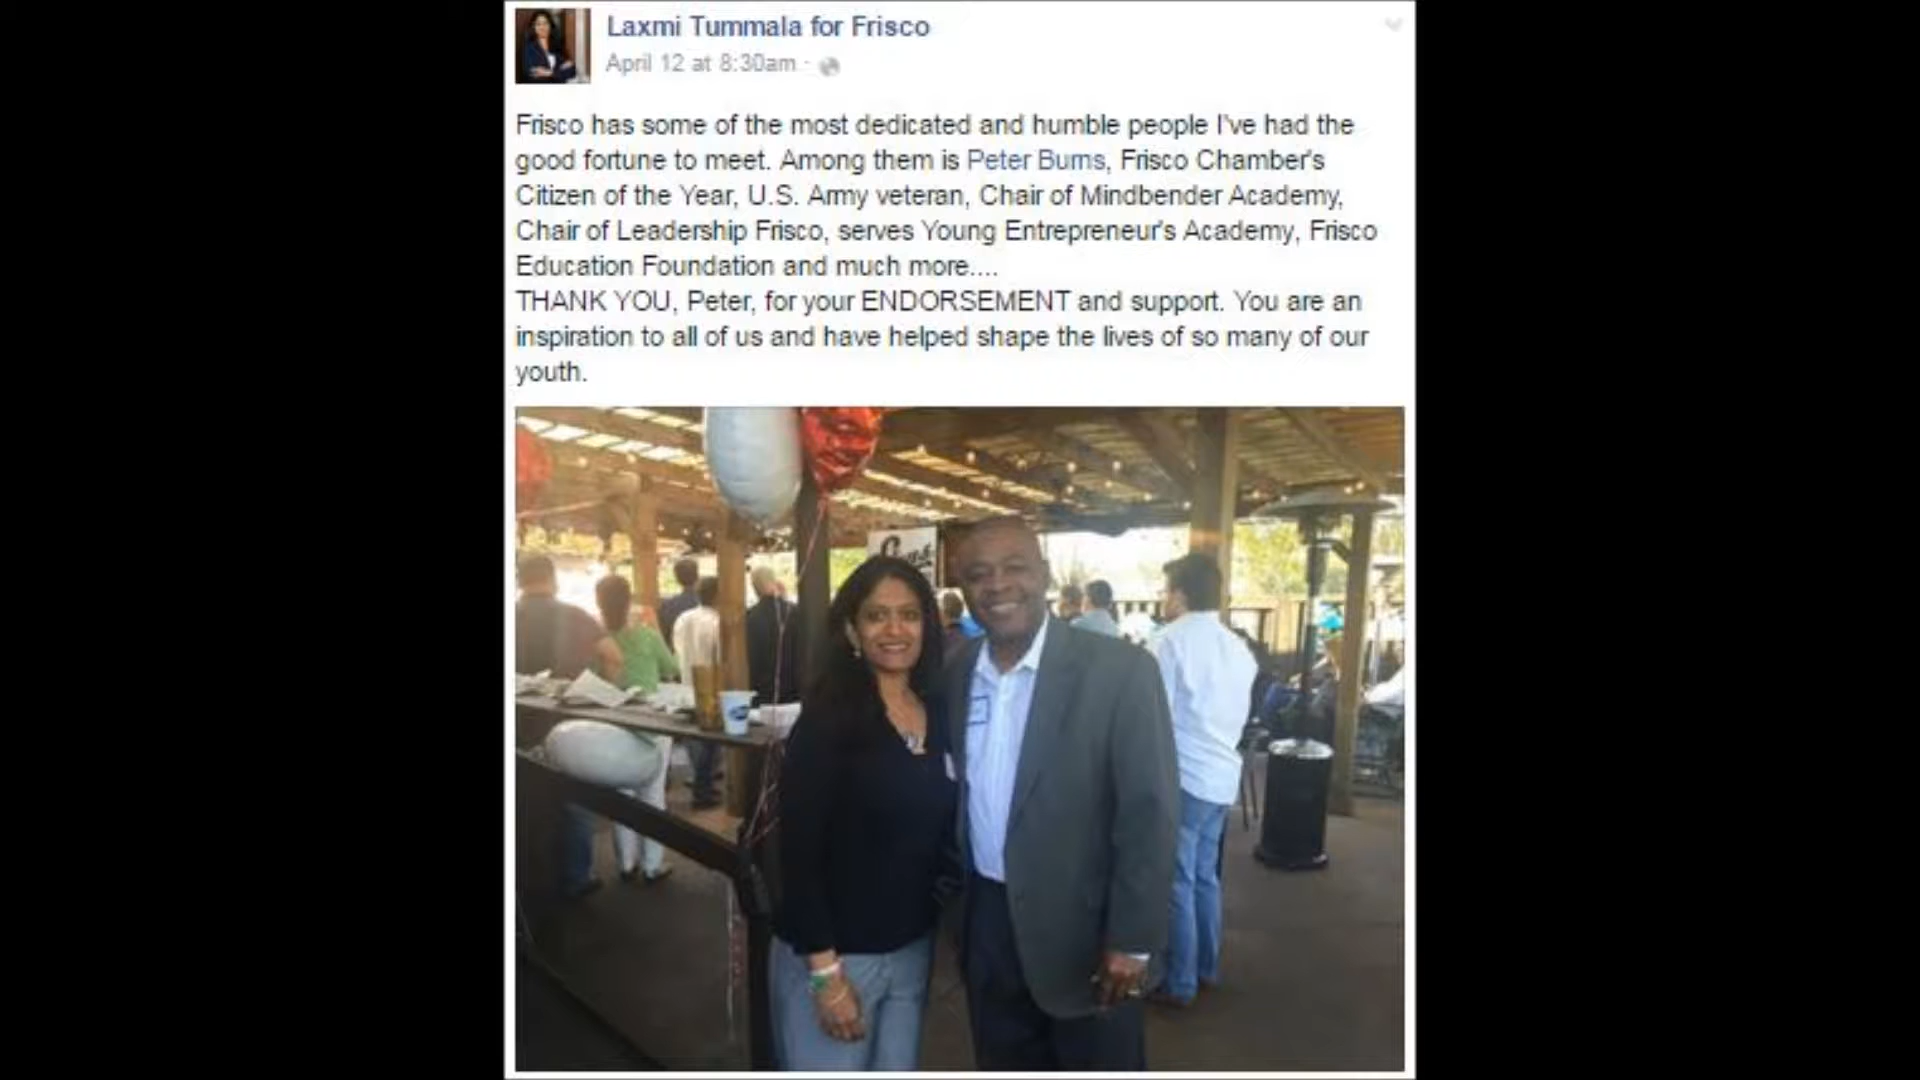 Laxmi Tummala for Frisco
April 12 at 8:30am ·
Frisco has some of the most dedicated and humble people I've had the
good fortune to meet. Among them is Peter Burns, Frisco Chamber's
Citizen of the Year, U.S. Army veteran, Chair of Mindbender Academy,
Chair of Leadership Frisco, serves Young Entrepreneur's Academy, Frisco
Education Foundation and much more....
THANK YOU, Peter, for your ENDORSEMENT and support. You are an
inspiration to all of us and have helped shape the lives of so many of our
youth.